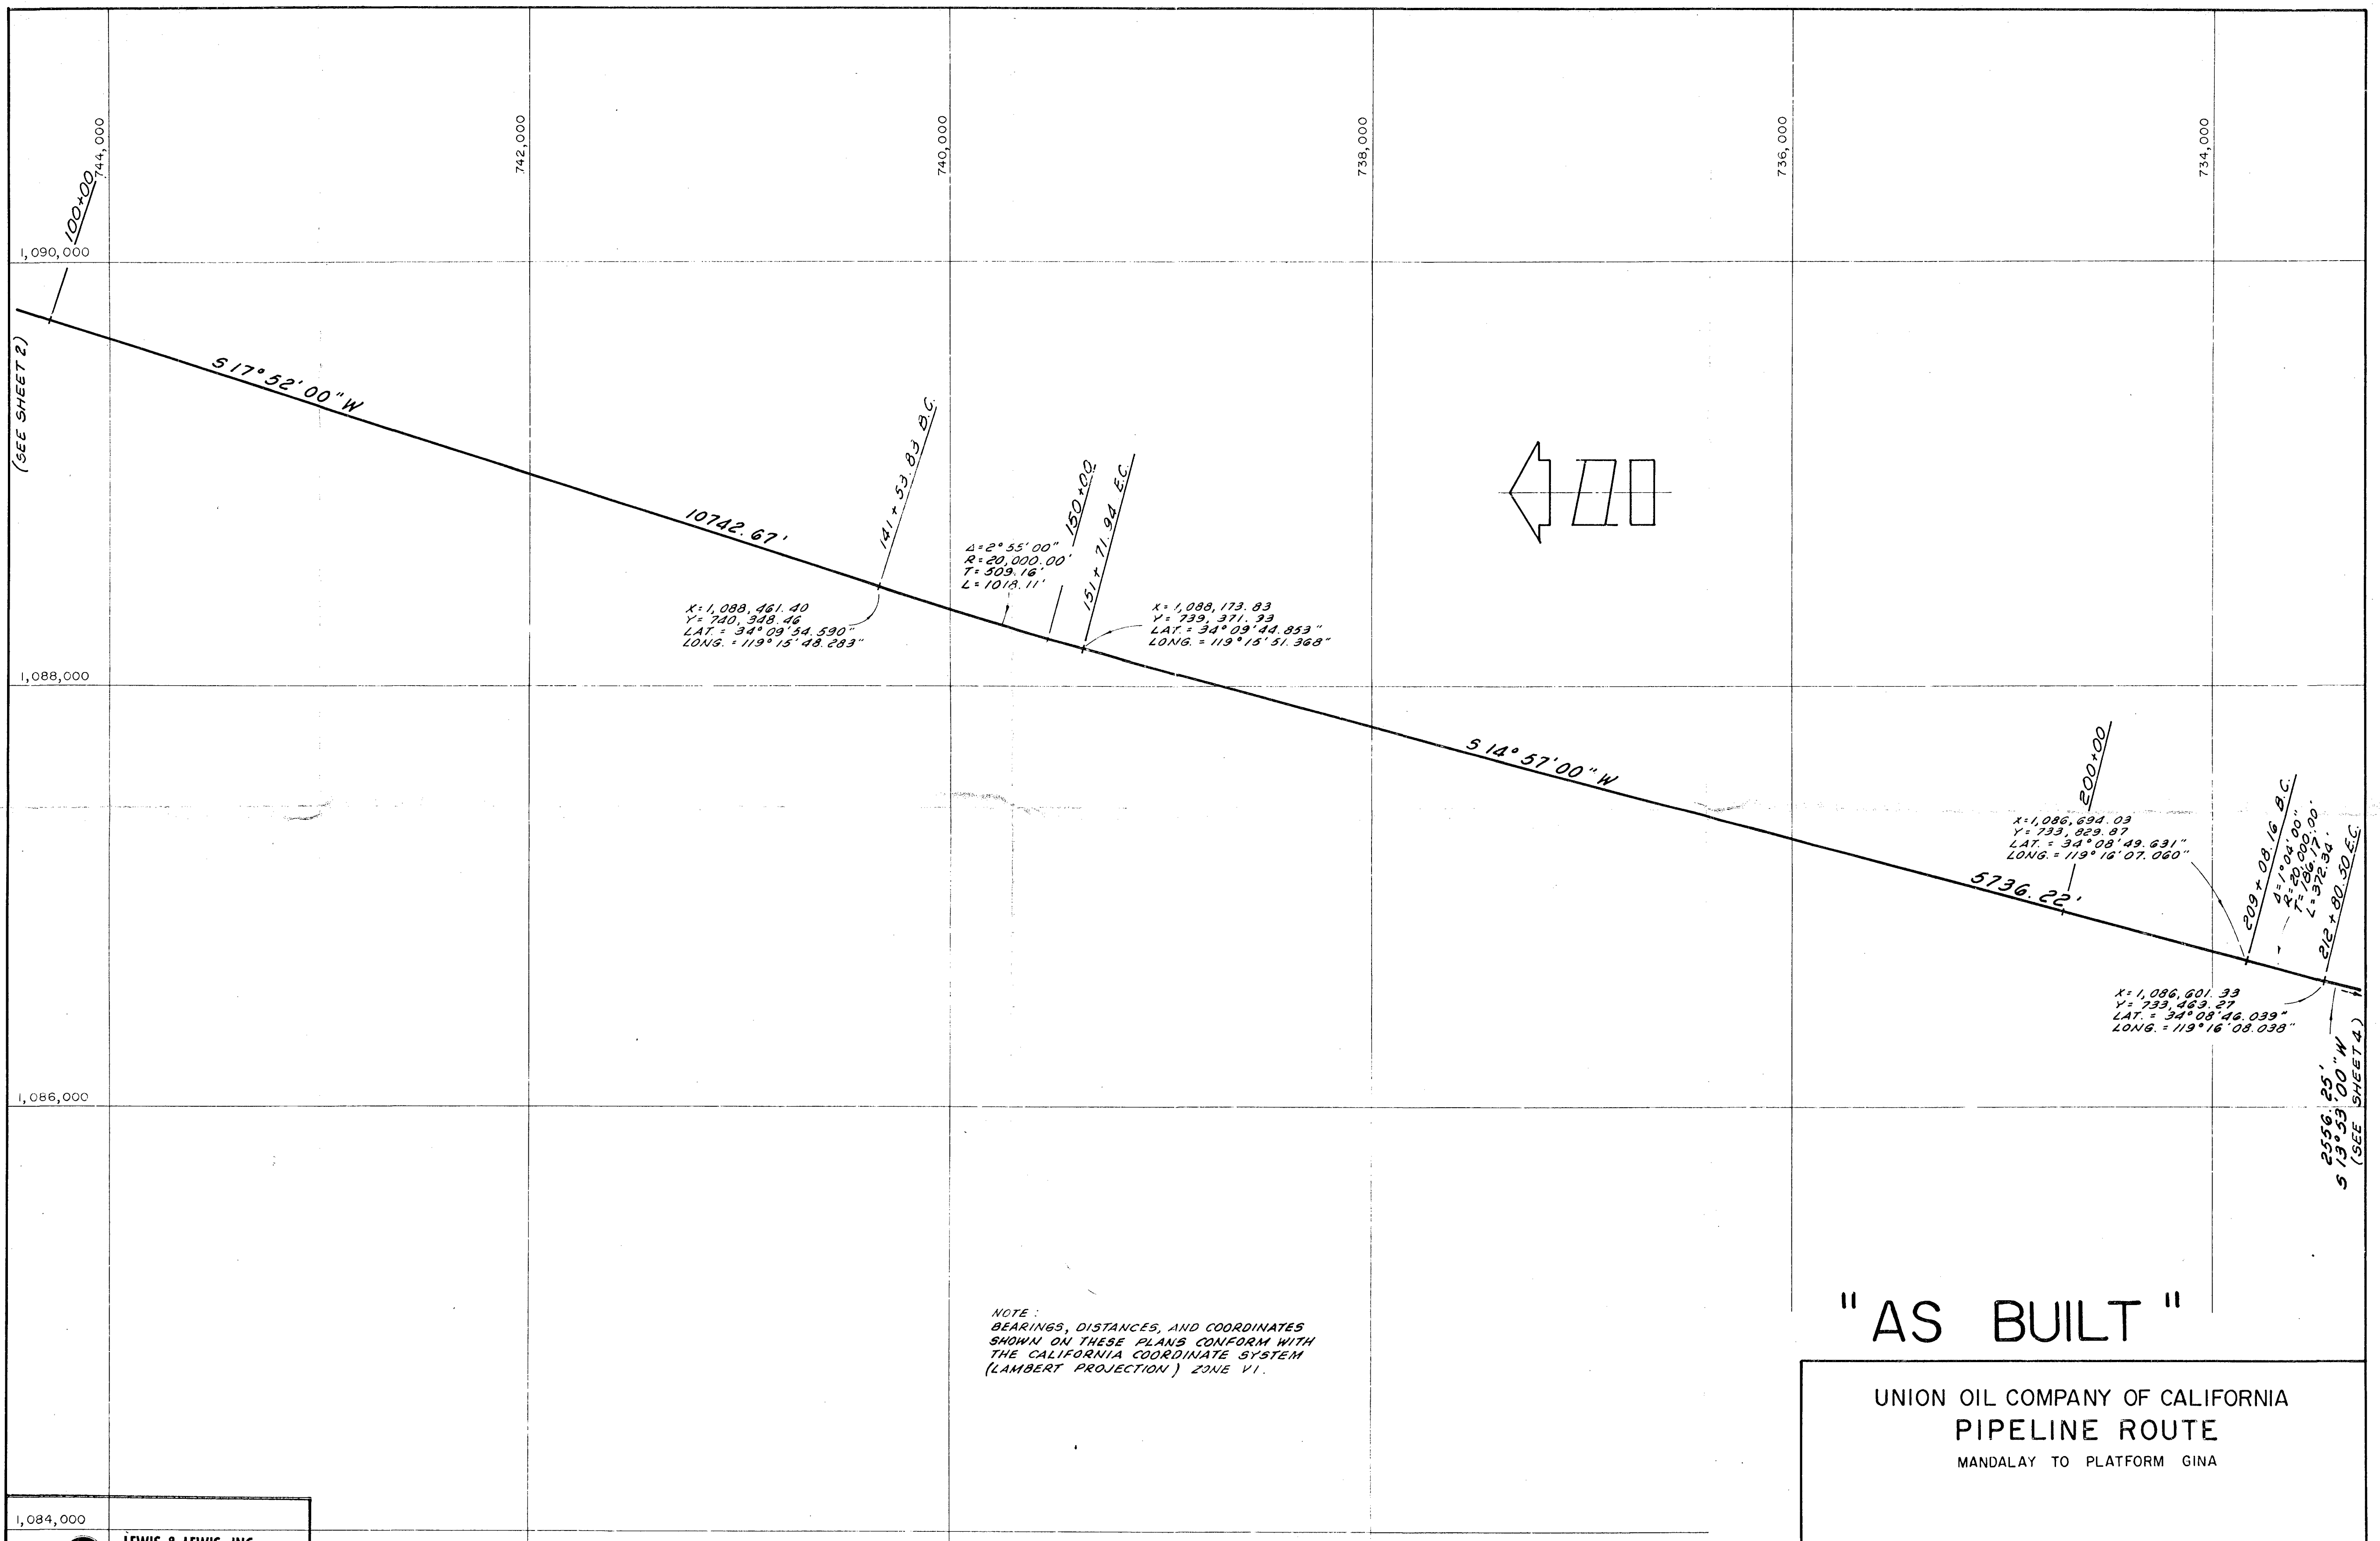 744,000
742,000
740,000
738,000
736,000
734,000
100+00
1,090,000
(SEE SHEET 2)
S 17° 52' 00" W
10742.67'
141 + 53.83 B.C.
X = 1,088,461.40
Y = 740,348.46
LAT. = 34° 09' 54.590"
LONG. = 119° 15' 48.283"
Δ = 2° 55' 00"
R = 20,000.00'
T = 509.16'
L = 1018.11'
150+00
151 + 71.94 E.C.
X = 1,088,173.83
Y = 739,371.93
LAT. = 34° 09' 44.853"
LONG. = 119° 15' 51.368"
1,088,000
S 14° 57' 00" W
200+00
X = 1,086,694.03
Y = 733,829.87
LAT. = 34° 08' 49.631"
LONG. = 119° 16' 07.060"
5736.22'
209 + 08.16 B.C.
Δ = 1° 04' 00"
R = 20,000.00'
T = 186.17'
L = 372.34'
212 + 80.50 E.C.
X = 1,086,601.33
Y = 733,463.27
LAT. = 34° 08' 46.039"
LONG. = 119° 16' 08.038"
2556.25'
S 13° 53' 00" W
(SEE SHEET 4)
1,086,000
NOTE :
BEARINGS, DISTANCES, AND COORDINATES
SHOWN ON THESE PLANS CONFORM WITH
THE CALIFORNIA COORDINATE SYSTEM
(LAMBERT PROJECTION) ZONE VI.
"AS BUILT"
UNION OIL COMPANY OF CALIFORNIA
PIPELINE ROUTE
MANDALAY TO PLATFORM GINA
1,084,000
LEWIS & LEWIS, INC.